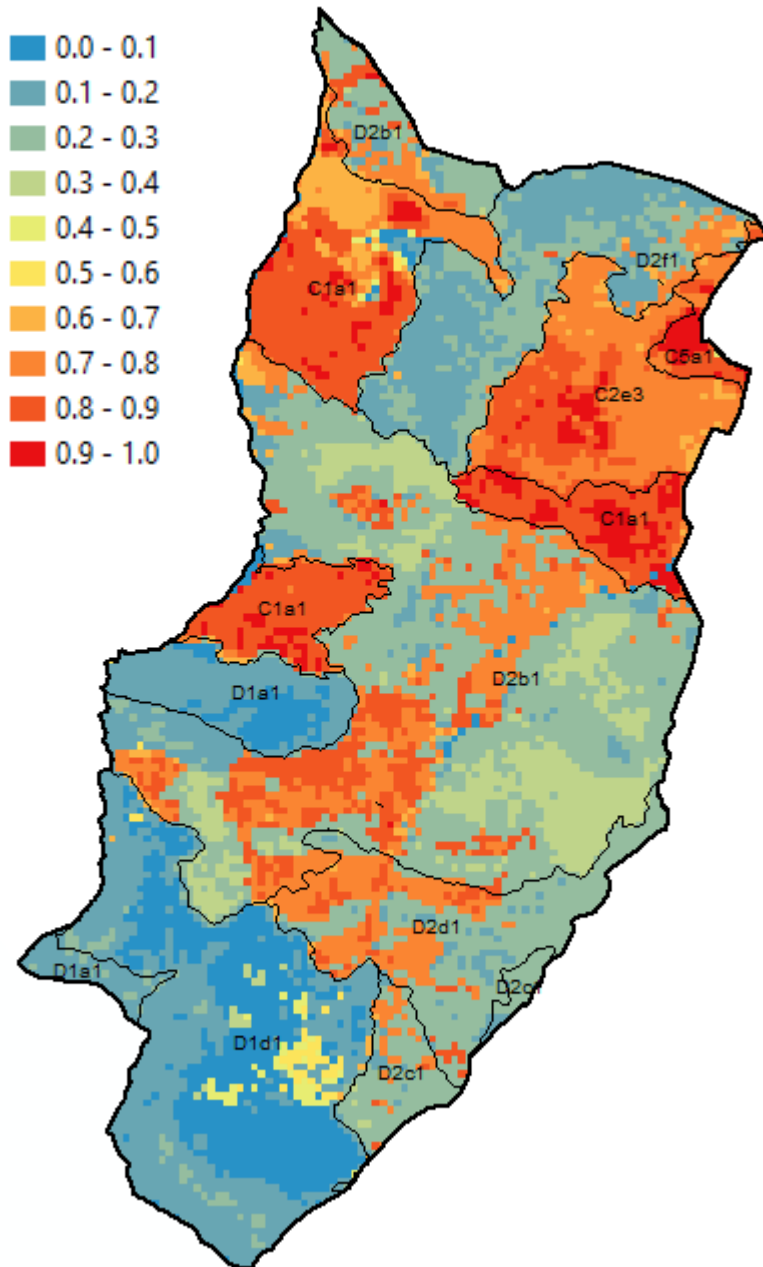 0.0 - 0.1
0.1 - 0.2
0.2 - 0.3
0.3 - 0.4
0.4 - 0.5
0.5 - 0.6
0.6 - 0.7
0.7 - 0.8
0.8 - 0.9
0.9 - 1.0
D2b1
D2f1
C1a1
C5a1
C2e3
C1a1
C1a1
D2b1
D1a1
D2d1
D1a1
D1d1
D2c1